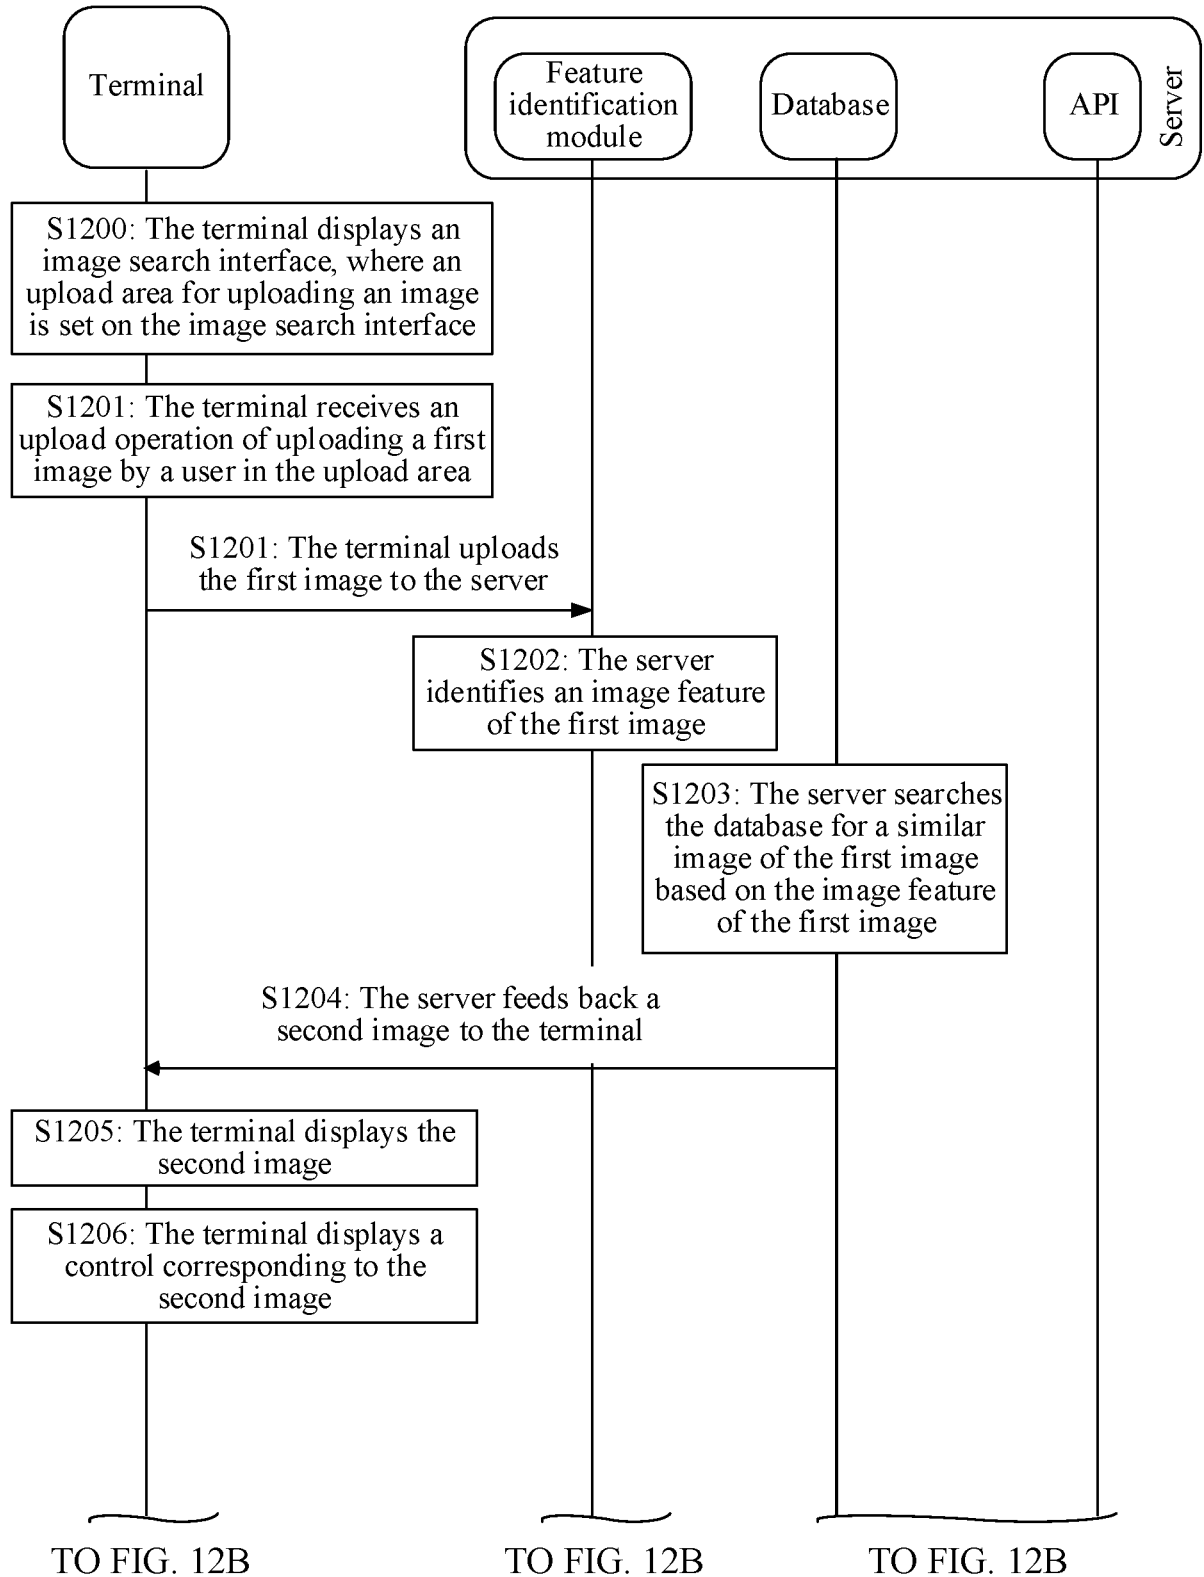 Terminal
Feature
identification
module
Database
API
Server
S1200: The terminal displays an
image search interface, where an
upload area for uploading an image
is set on the image search interface
S1201: The terminal receives an
upload operation of uploading a first
image by a user in the upload area
S1201: The terminal uploads
the first image to the server
S1202: The server
identifies an image feature
of the first image
S1203: The server searches
the database for a similar
image of the first image
based on the image feature
of the first image
S1204: The server feeds back a
second image to the terminal
S1205: The terminal displays the
second image
S1206: The terminal displays a
control corresponding to the
second image
TO FIG. 12B
TO FIG. 12B
TO FIG. 12B